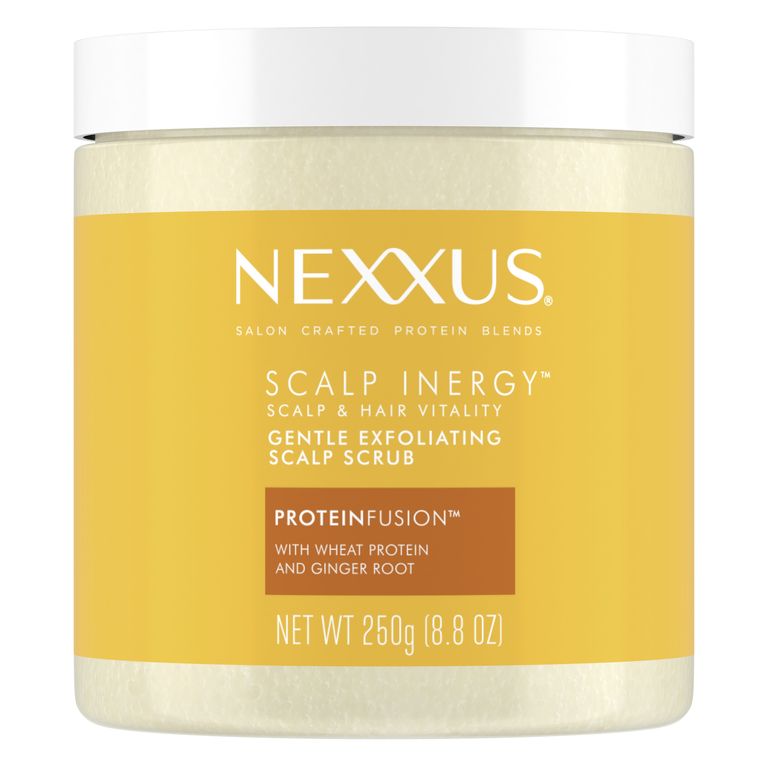 NEXXUS®
SALON CRAFTED PROTEIN BLENDS
SCALP INERGY™
SCALP & HAIR VITALITY
GENTLE EXFOLIATING
SCALP SCRUB
PROTEINFUSION™
WITH WHEAT PROTEIN
AND GINGER ROOT
NET WT 250g (8.8 OZ)